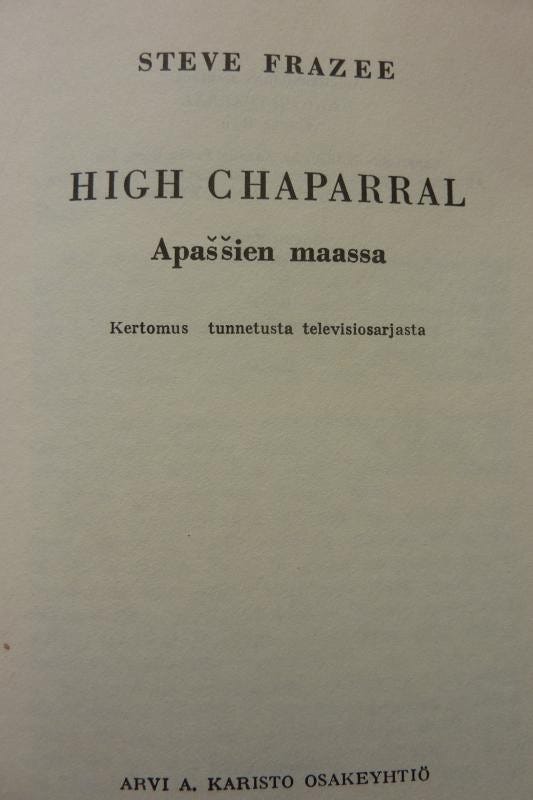 STEVE FRAZEE
HIGH CHAPARRAL
Apaššien maassa
Kertomus tunnetusta televisiosarjasta
ARVI A. KARISTO OSAKEYHTIÖ